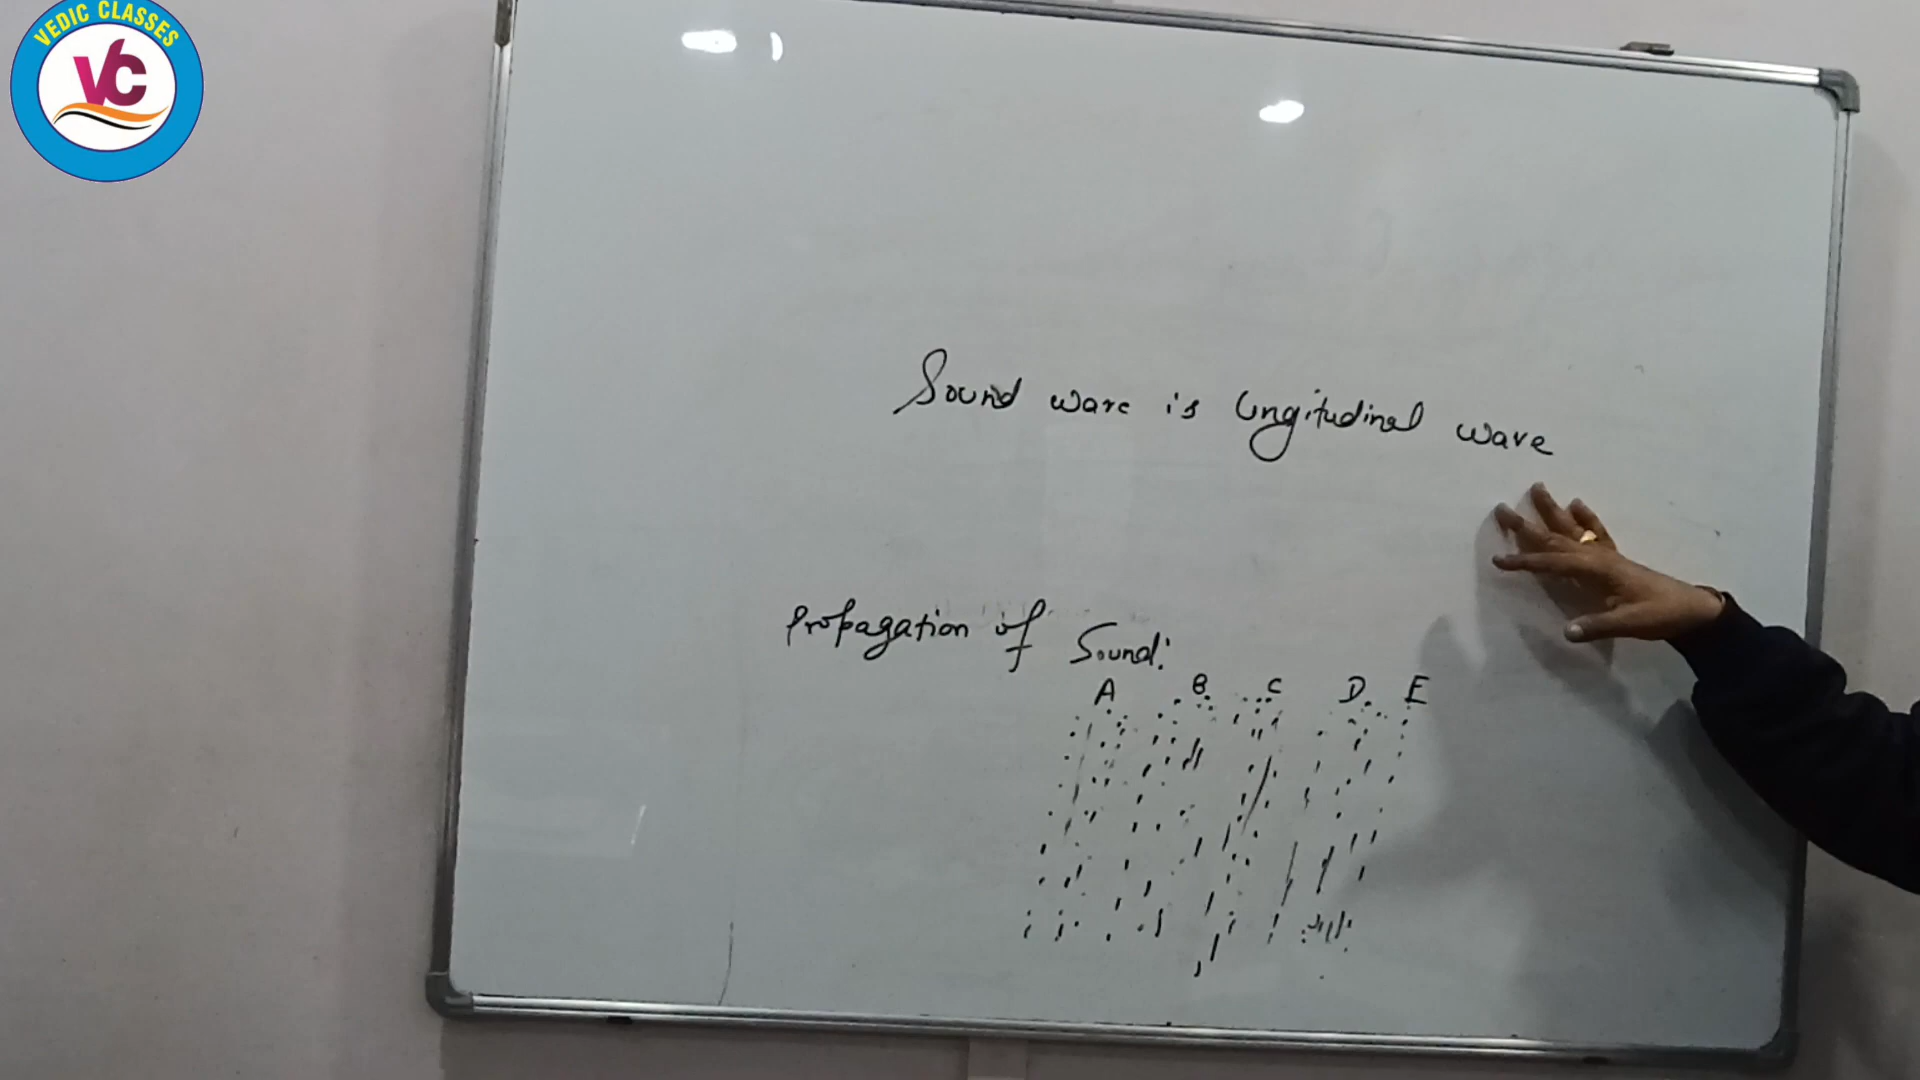 VEDIC CLASSES
VC
Sound wave is longitudinal wave
Propagation of Sound:
A B C D E